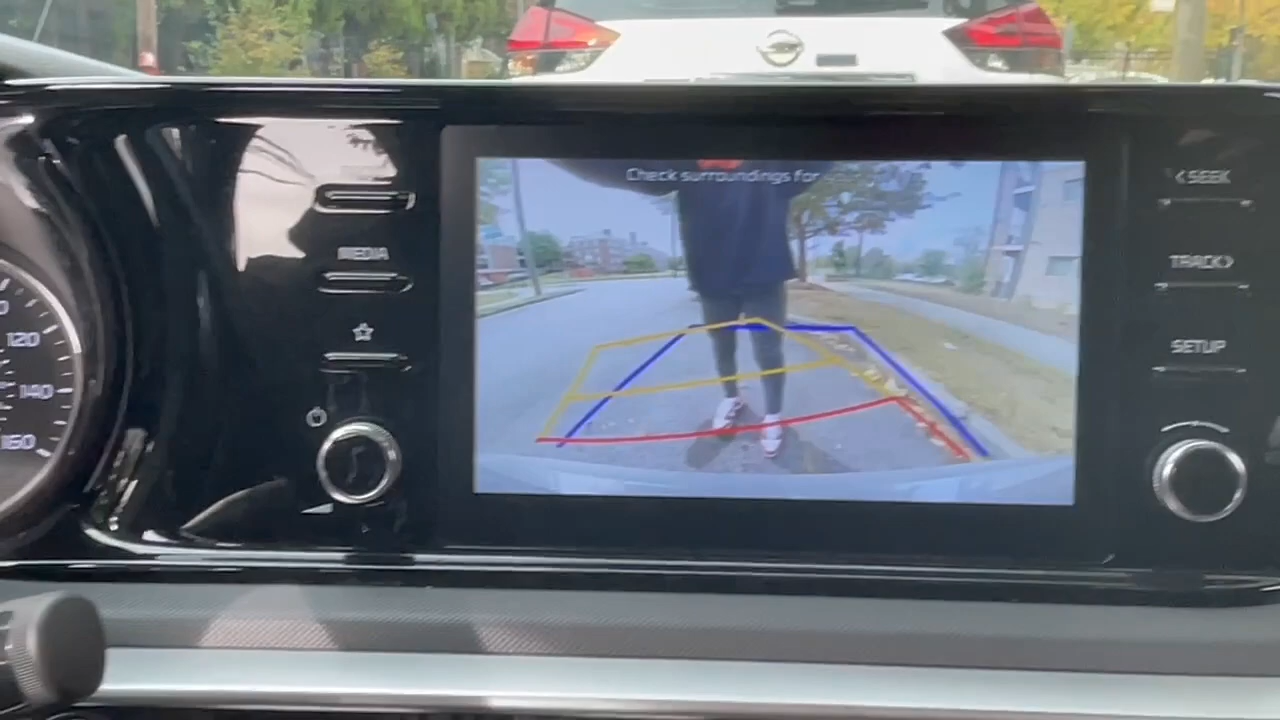 Check surroundings for
MEDIA
120
140
160
< SEEK
TRACK >
SETUP